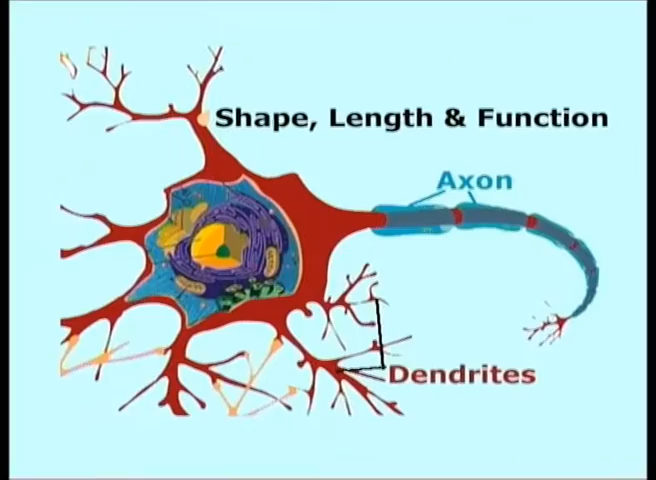 Shape, Length & Function
Axon
Dendrites